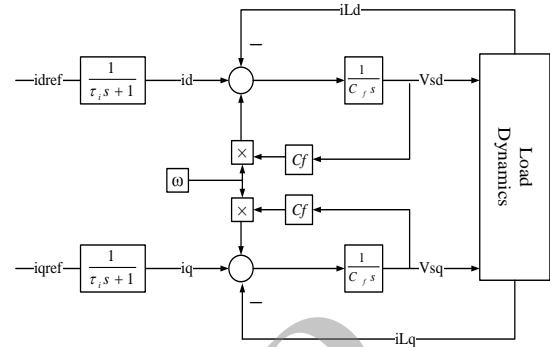 iLd
idref
1
τi s + 1
id
−
1
Cf s
Vsd
×
Cf
ω
×
Cf
iqref
1
τi s + 1
iq
−
1
Cf s
Vsq
iLq
Load
Dynamics